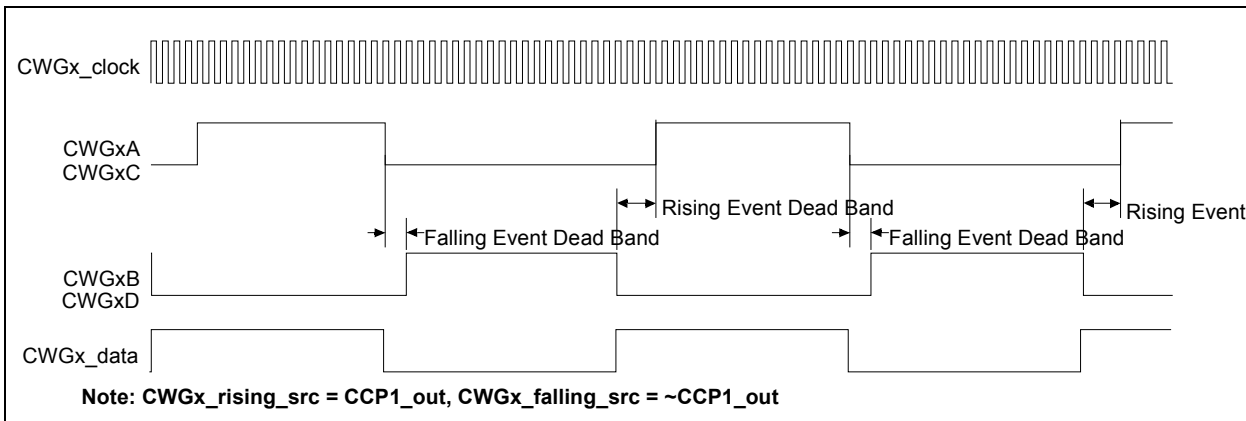 CWGx_clock
CWGxA
CWGxC
Rising Event Dead Band
Rising Event
Falling Event Dead Band
Falling Event Dead Band
CWGxB
CWGxD
CWGx_data
Note: CWGx_rising_src = CCP1_out, CWGx_falling_src = ~CCP1_out